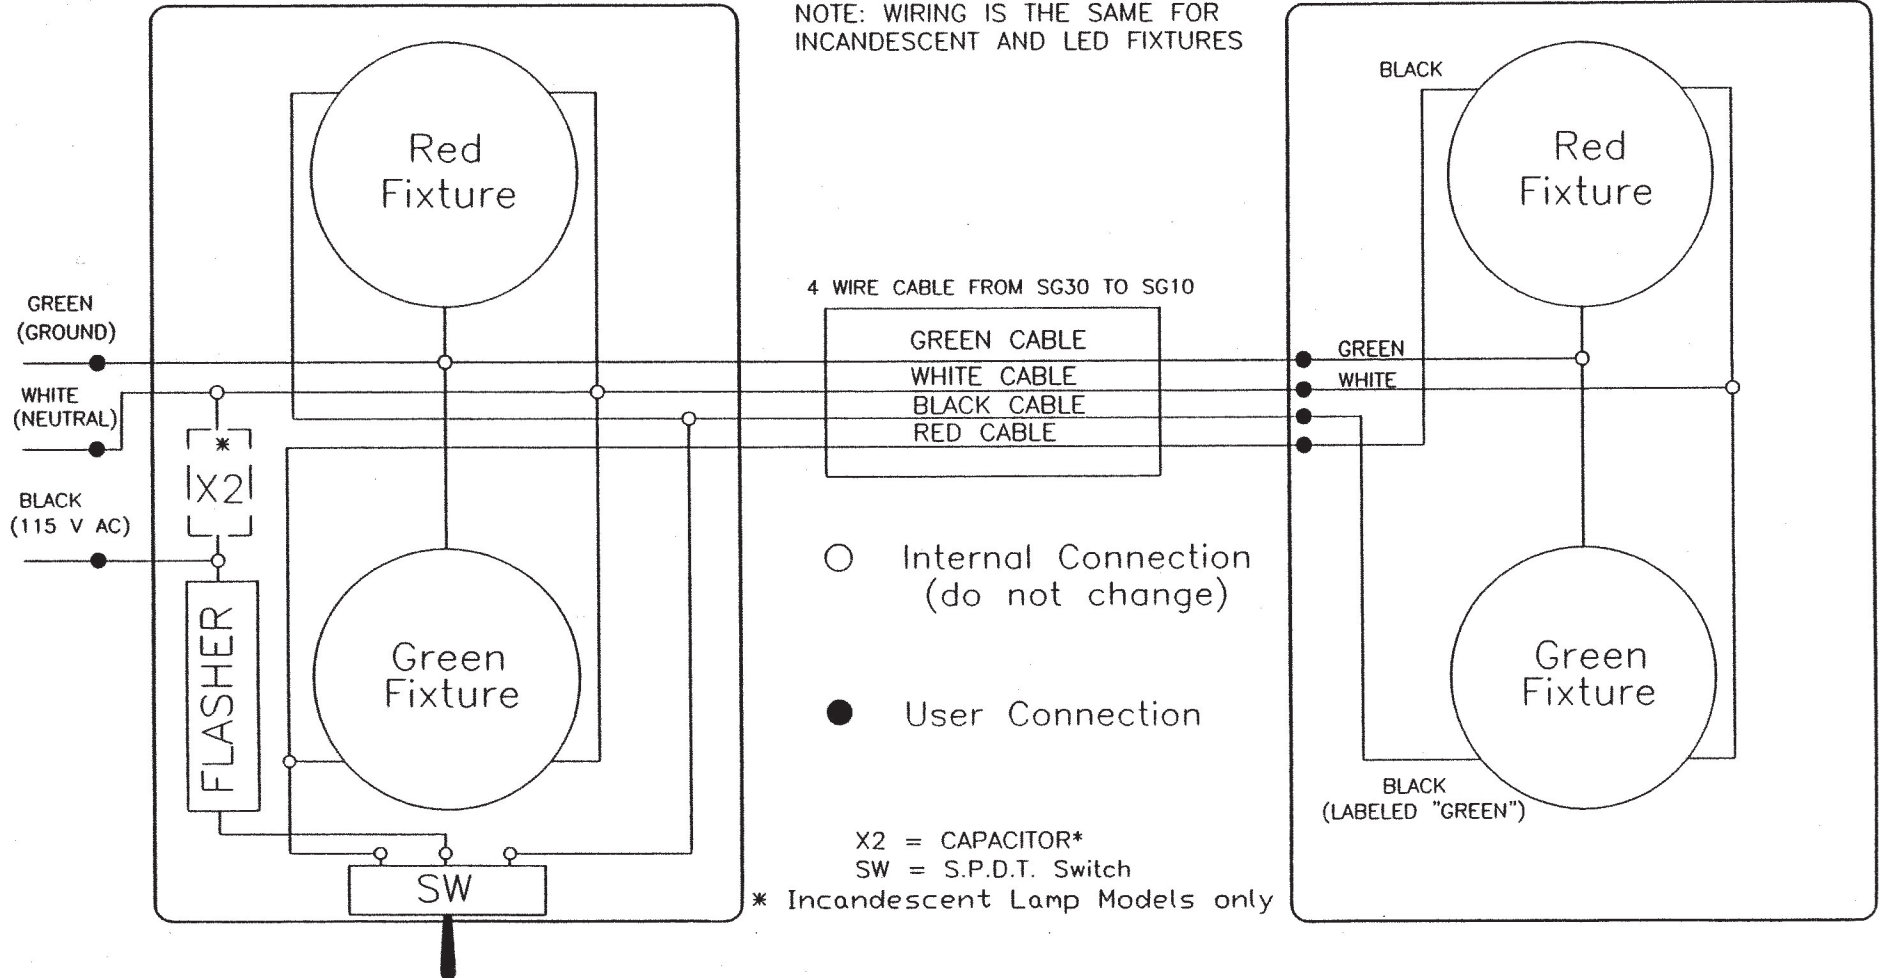 NOTE: WIRING IS THE SAME FOR
INCANDESCENT AND LED FIXTURES
Red
Fixture
GREEN
(GROUND)
WHITE
(NEUTRAL)
*
X2
BLACK
(115 V AC)
FLASHER
Green
Fixture
SW
4 WIRE CABLE FROM SG30 TO SG10
GREEN CABLE
WHITE CABLE
BLACK CABLE
RED CABLE
Internal Connection
(do not change)
User Connection
X2 = CAPACITOR*
SW = S.P.D.T. Switch
* Incandescent Lamp Models only
BLACK
Red
Fixture
GREEN
WHITE
Green
Fixture
BLACK
(LABELED "GREEN")